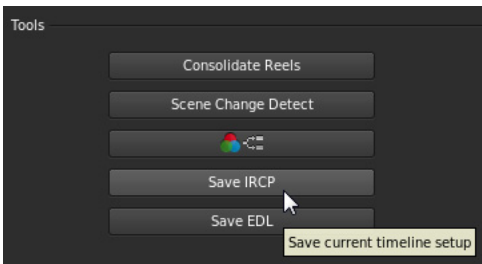 Tools
Consolidate Reels
Scene Change Detect
Save IRCP
Save EDL
Save current timeline setup